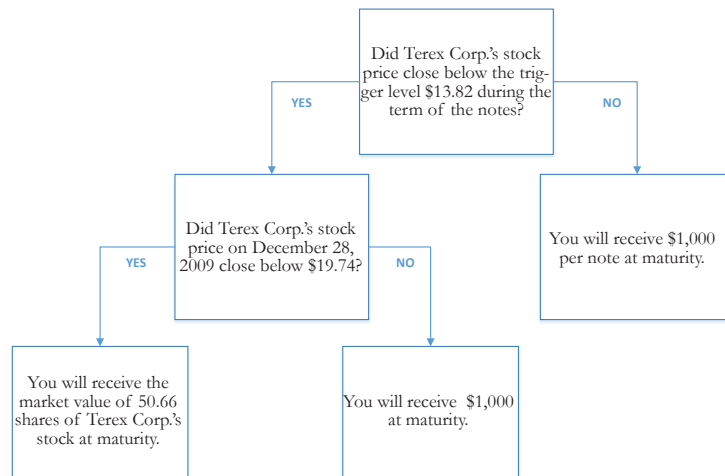 Did Terex Corp.'s stock
price close below the trig-
ger level $13.82 during the
term of the notes?
YES
NO
Did Terex Corp.'s stock
price on December 28,
2009 close below $19.74?
You will receive $1,000
per note at maturity.
YES
NO
You will receive the
market value of 50.66
shares of Terex Corp.'s
stock at maturity.
You will receive $1,000
at maturity.